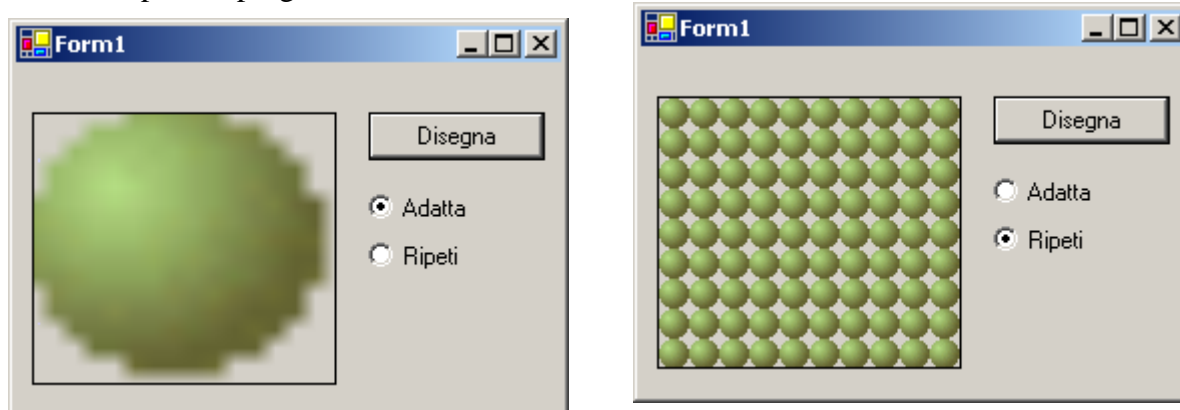 Form1
Disegna
Adatta
Ripeti
Form1
Disegna
Adatta
Ripeti